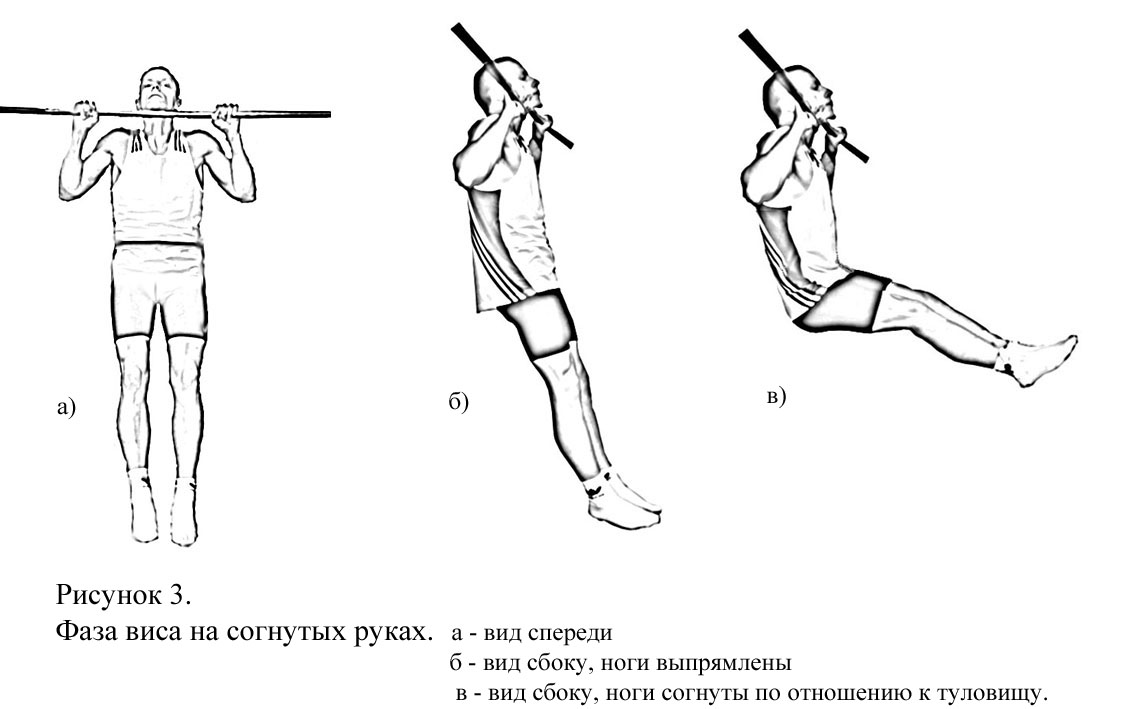 а)
б)
в)
Рисунок 3.
Фаза виса на согнутых руках. а - вид спереди
б - вид сбоку, ноги выпрямлены
в - вид сбоку, ноги согнуты по отношению к туловищу.